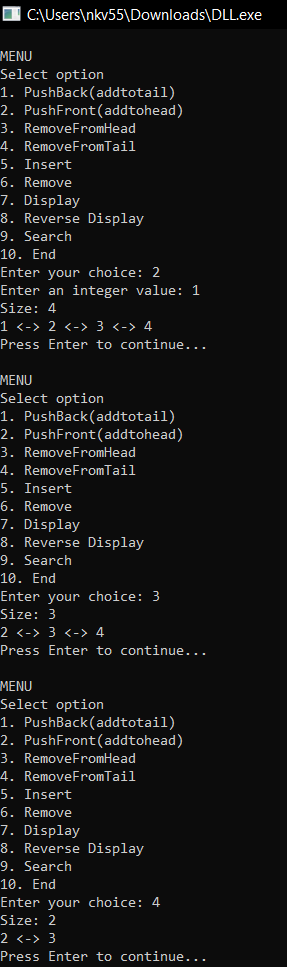 C:\Users\nkv55\Downloads\DLL.exe
MENU
Select option
1. PushBack(addtotail)
2. PushFront(addtohead)
3. RemoveFromHead
4. RemoveFromTail
5. Insert
6. Remove
7. Display
8. Reverse Display
9. Search
10. End
Enter your choice: 2
Enter an integer value: 1
Size: 4
1 <-> 2 <-> 3 <-> 4
Press Enter to continue...
MENU
Select option
1. PushBack(addtotail)
2. PushFront(addtohead)
3. RemoveFromHead
4. RemoveFromTail
5. Insert
6. Remove
7. Display
8. Reverse Display
9. Search
10. End
Enter your choice: 3
Size: 3
2 <-> 3 <-> 4
Press Enter to continue...
MENU
Select option
1. PushBack(addtotail)
2. PushFront(addtohead)
3. RemoveFromHead
4. RemoveFromTail
5. Insert
6. Remove
7. Display
8. Reverse Display
9. Search
10. End
Enter your choice: 4
Size: 2
2 <-> 3
Press Enter to continue...